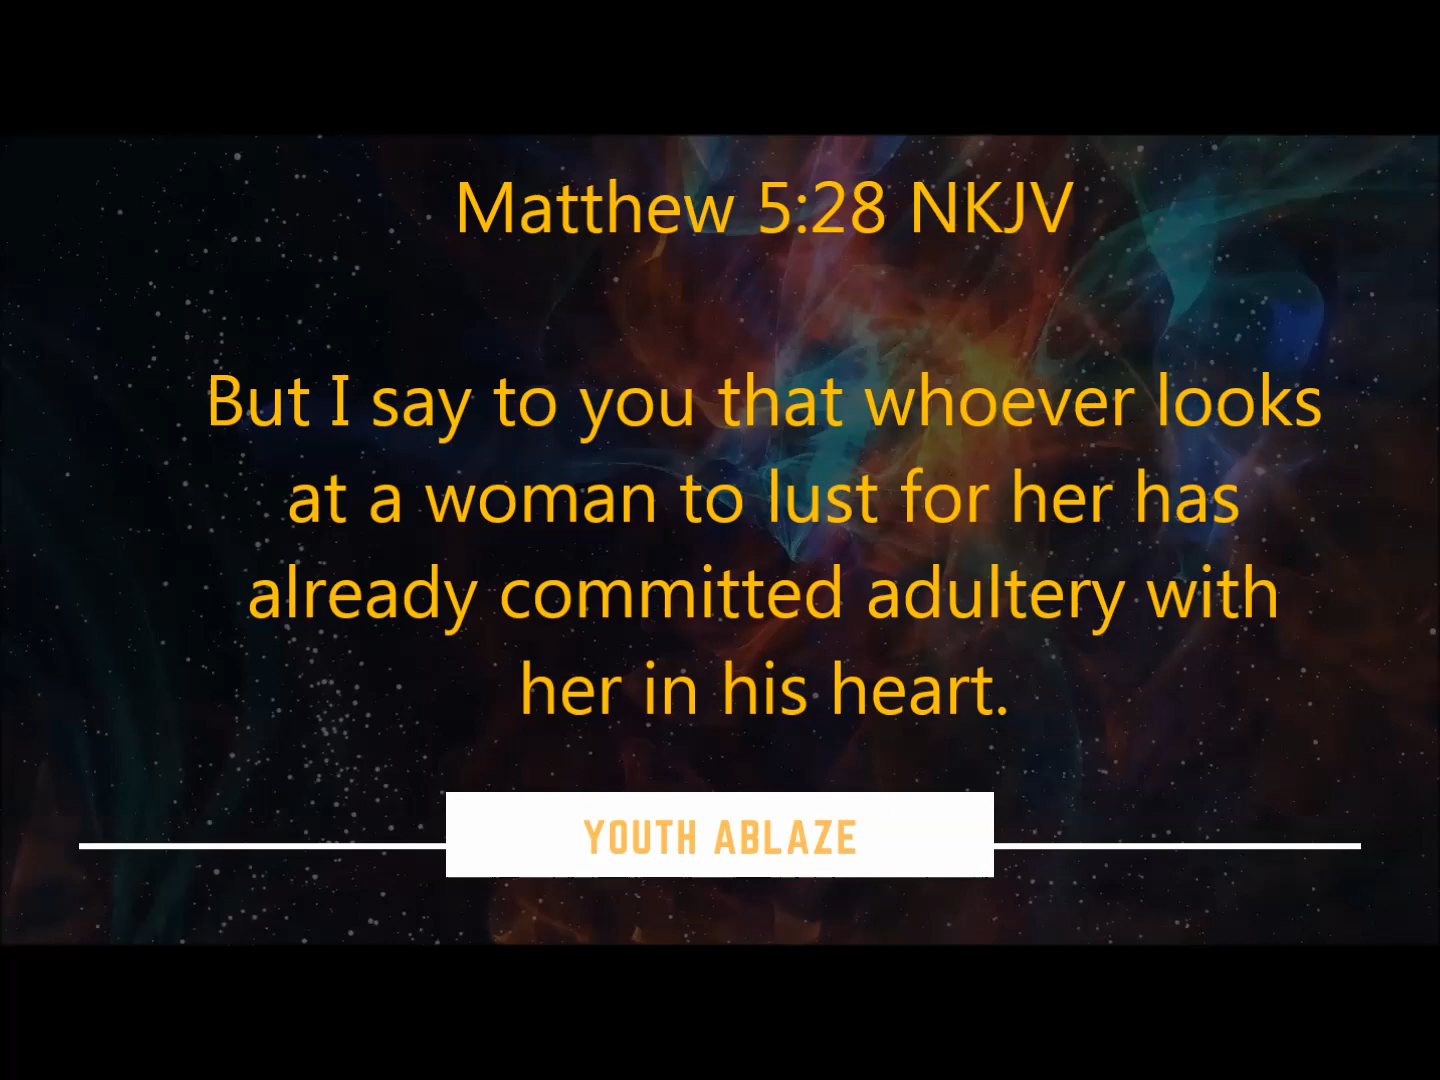 Matthew 5:28 NKJV
But I say to you that whoever looks
at a woman to lust for her has
already committed adultery with
her in his heart.
YOUTH ABLAZE